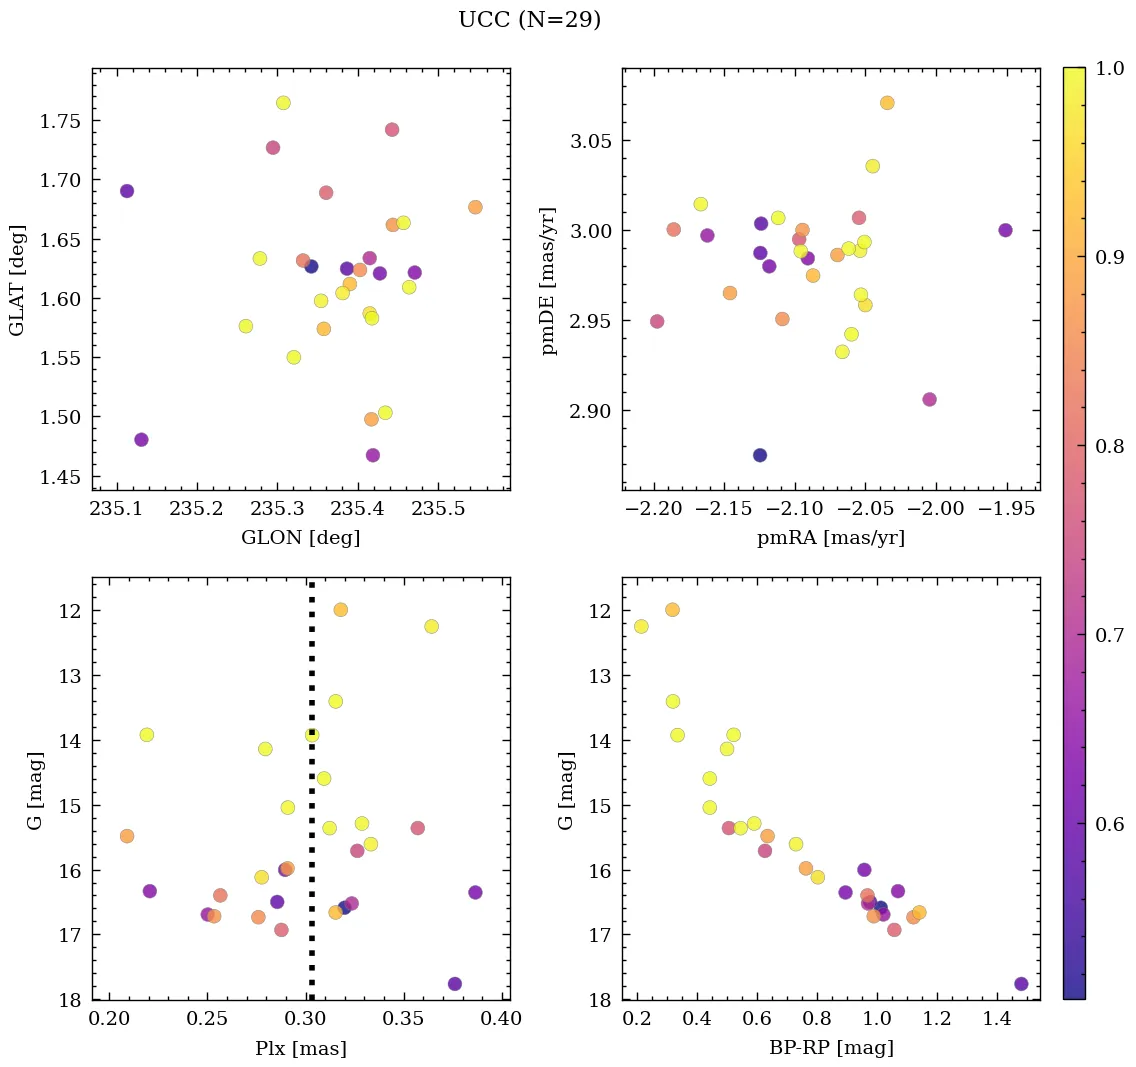 UCC (N=29)
1.75
1.70
1.65
1.60
1.55
1.50
1.45
GLAT [deg]
235.1 235.2 235.3 235.4 235.5
GLON [deg]
3.05
3.00
2.95
2.90
pmDE [mas/yr]
−2.20 −2.15 −2.10 −2.05 −2.00 −1.95
pmRA [mas/yr]
12
13
14
15
16
17
18
G [mag]
0.20 0.25 0.30 0.35 0.40
Plx [mas]
12
13
14
15
16
17
18
G [mag]
0.2 0.4 0.6 0.8 1.0 1.2 1.4
BP-RP [mag]
1.0
0.9
0.8
0.7
0.6